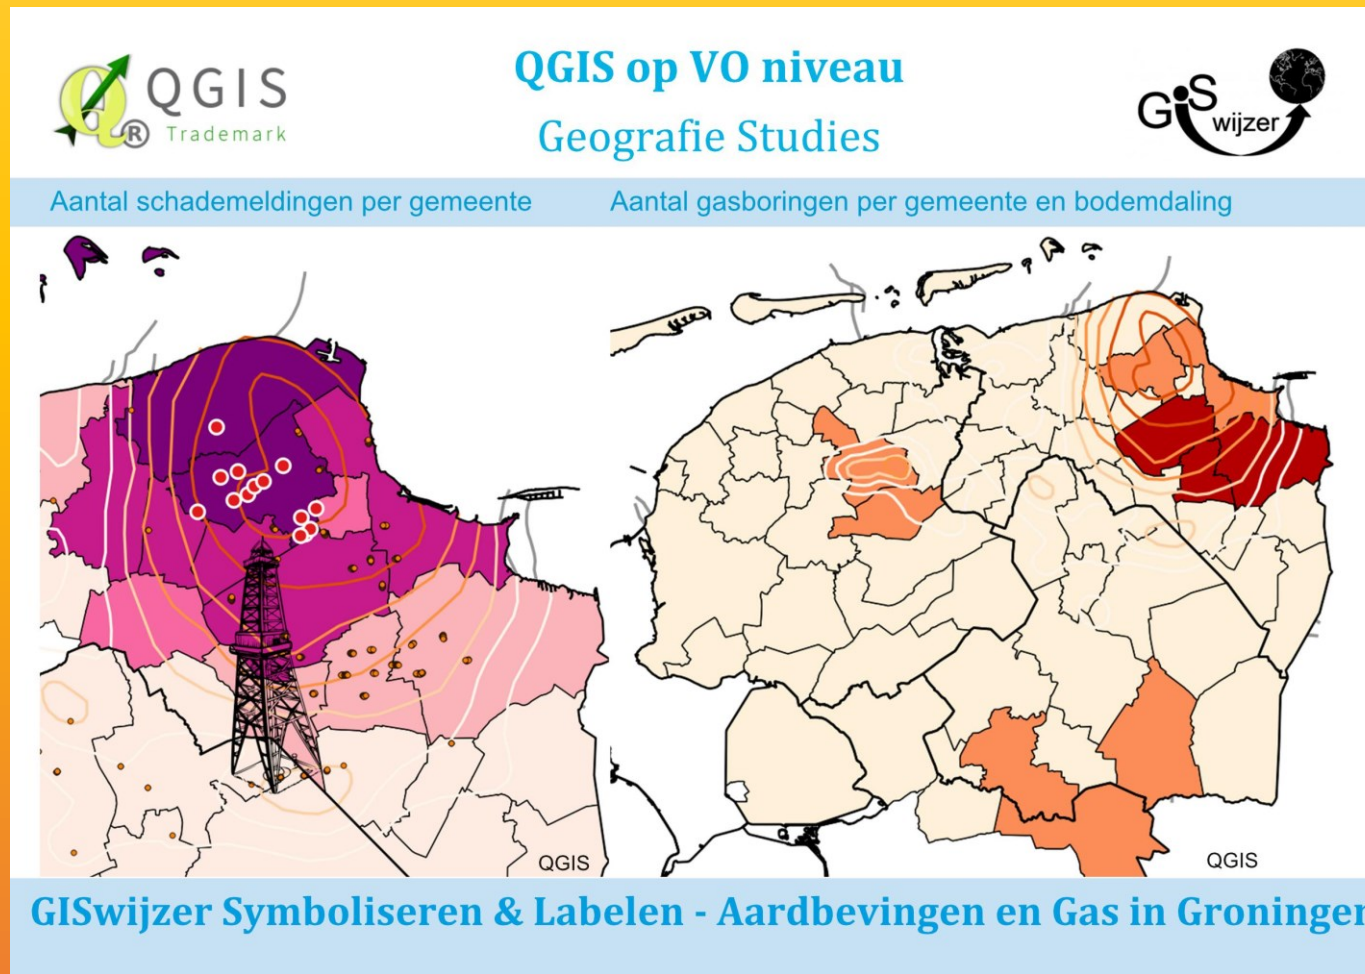 QGIS
Trademark
®
QGIS op VO niveau
Geografie Studies
GiS
wijzer
Aantal schademeldingen per gemeente
Aantal gasboringen per gemeente en bodemdaling
QGIS
QGIS
GISwijzer Symboliseren & Labelen - Aardbevingen en Gas in Groningen